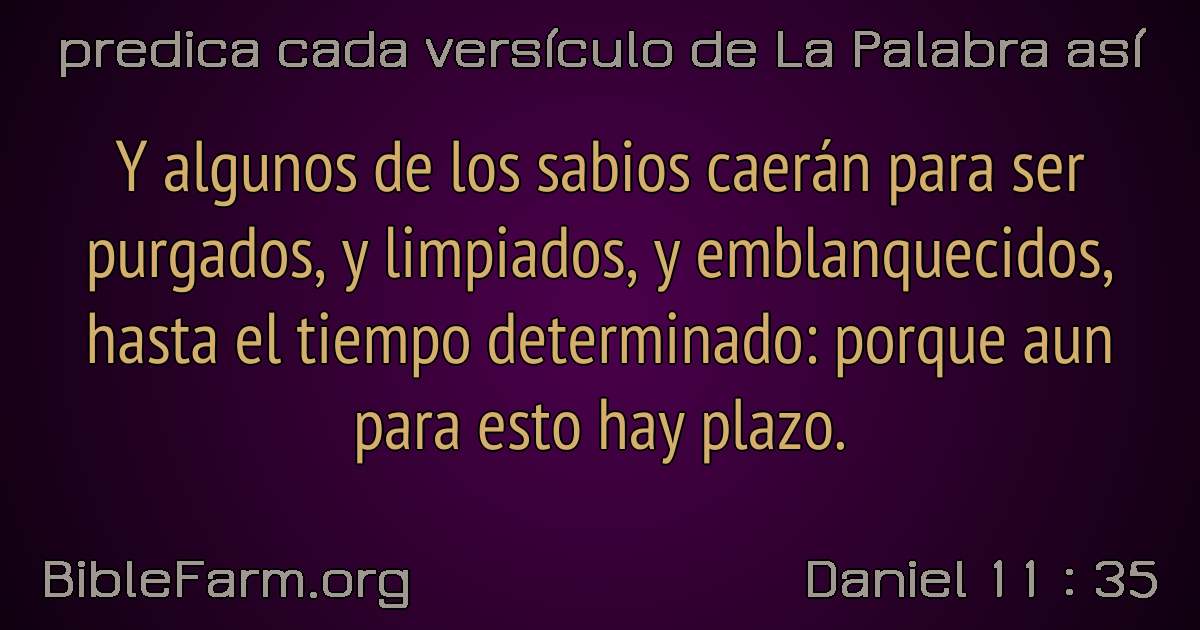 predica cada versículo de La Palabra así
Y algunos de los sabios caerán para ser
purgados, y limpiados, y emblanquecidos,
hasta el tiempo determinado: porque aun
para esto hay plazo.
BibleFarm.org
Daniel 11 : 35